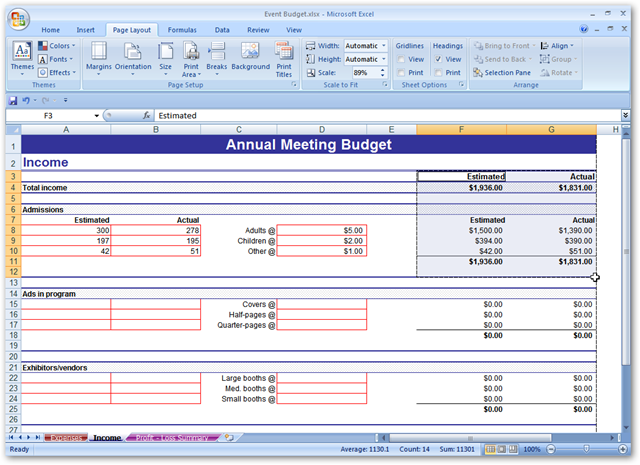 Event Budget.xlsx - Microsoft Excel
Home Insert Page Layout Formulas Data Review View
Themes Colors Fonts Effects Margins Orientation Size Print Area Breaks Background Print Titles Width: Automatic Height: Automatic Scale: 89% Gridlines View Print Headings View Print Bring to Front Send to Back Selection Pane Align Group Rotate
Themes Page Setup Scale to Fit Sheet Options Arrange
F3 fx Estimated
A B C D E F G H
1 Annual Meeting Budget
2 Income
3 Estimated Actual
4 Total income $1,936.00 $1,831.00
5
6 Admissions
7 Estimated Actual Estimated Actual
8 300 278 Adults @ $5.00 $1,500.00 $1,390.00
9 197 195 Children @ $2.00 $394.00 $390.00
10 42 51 Other @ $1.00 $42.00 $51.00
11 $1,936.00 $1,831.00
12
13
14 Ads in program
15 Covers @ $0.00 $0.00
16 Half-pages @ $0.00 $0.00
17 Quarter-pages @ $0.00 $0.00
18 $0.00 $0.00
19
20
21 Exhibitors/vendors
22 Large booths @ $0.00 $0.00
23 Med. booths @ $0.00 $0.00
24 Small booths @ $0.00 $0.00
25 $0.00 $0.00
26
27
Expenses Income Profit - Loss Summary
Ready Average: 1130.1 Count: 14 Sum: 11301 100%